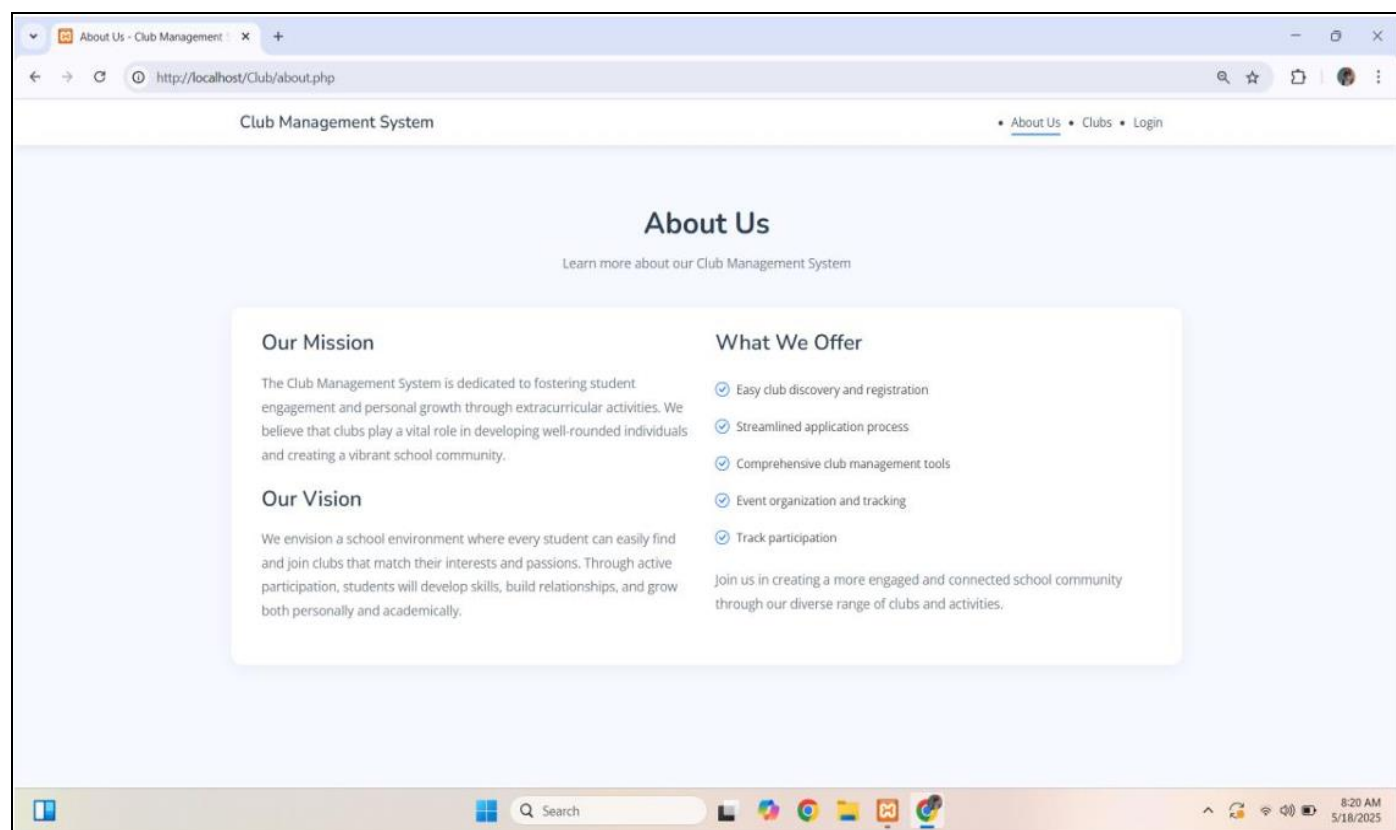 About Us - Club Management S
http://localhost/Club/about.php
Club Management System
• About Us • Clubs • Login
About Us
Learn more about our Club Management System
Our Mission
The Club Management System is dedicated to fostering student
engagement and personal growth through extracurricular activities. We
believe that clubs play a vital role in developing well-rounded individuals
and creating a vibrant school community.
Our Vision
We envision a school environment where every student can easily find
and join clubs that match their interests and passions. Through active
participation, students will develop skills, build relationships, and grow
both personally and academically.
What We Offer
Easy club discovery and registration
Streamlined application process
Comprehensive club management tools
Event organization and tracking
Track participation
Join us in creating a more engaged and connected school community
through our diverse range of clubs and activities.
Search
8:20 AM
5/18/2025